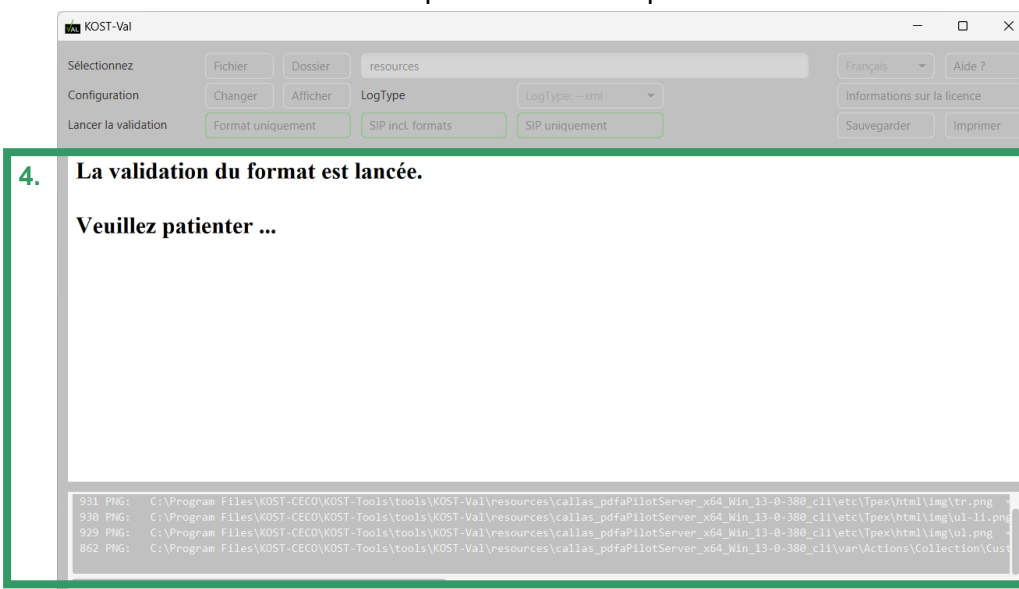 KOST-Val
Sélectionnez Fichier Dossier resources Français Aide ?
Configuration Changer Afficher LogType LogType: --xml Informations sur la licence
Lancer la validation Format uniquement SIP incl. formats SIP uniquement Sauvegarder Imprimer
4. La validation du format est lancée.
Veuillez patienter ...
931 PNG: C:\Program Files\KOST-CECO\KOST-Tools\tools\KOST-Val\resources\callas_pdfaPilotServer_x64_Win_13-0-380_cli\etc\Tpex\html\img\tr.png
930 PNG: C:\Program Files\KOST-CECO\KOST-Tools\tools\KOST-Val\resources\callas_pdfaPilotServer_x64_Win_13-0-380_cli\etc\Tpex\html\img\ul-li.png
929 PNG: C:\Program Files\KOST-CECO\KOST-Tools\tools\KOST-Val\resources\callas_pdfaPilotServer_x64_Win_13-0-380_cli\etc\Tpex\html\img\ul.png
862 PNG: C:\Program Files\KOST-CECO\KOST-Tools\tools\KOST-Val\resources\callas_pdfaPilotServer_x64_Win_13-0-380_cli\var\Actions\Collection\Cust